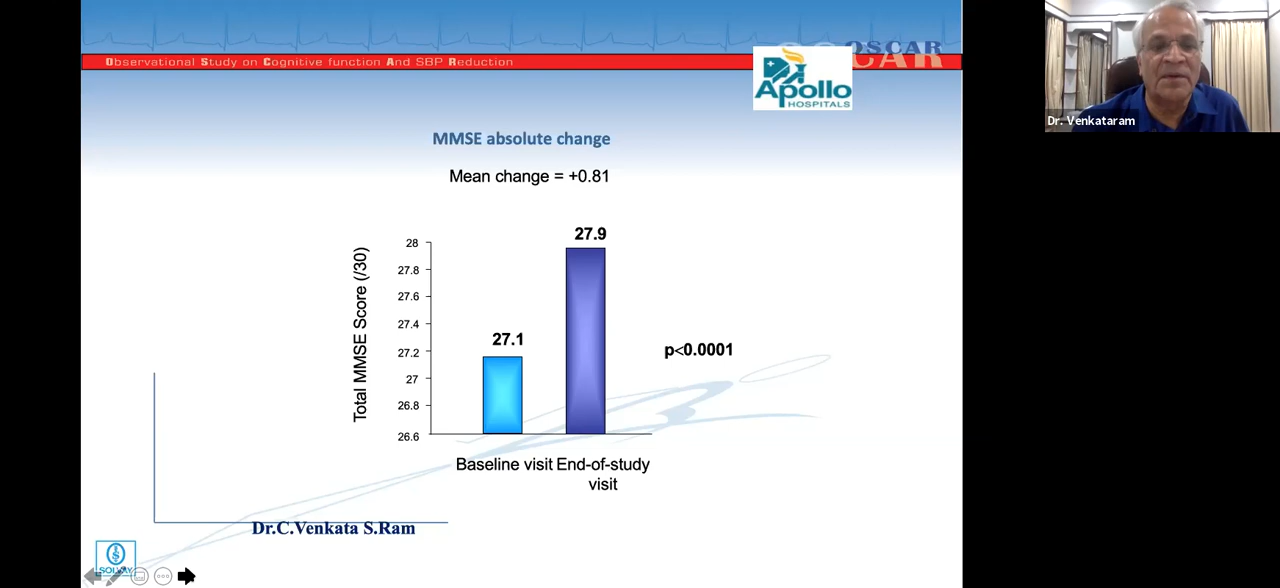 OSCAR
Observational Study on Cognitive function And SBP Reduction
Apollo
HOSPITALS
Dr. Venkataram
MMSE absolute change
Mean change = +0.81
Total MMSE Score (/30)
28
27.8
27.6
27.4
27.2
27
26.8
26.6
27.1
27.9
p<0.0001
Baseline visit
End-of-study
visit
Dr.C.Venkata S.Ram
SOLVAY